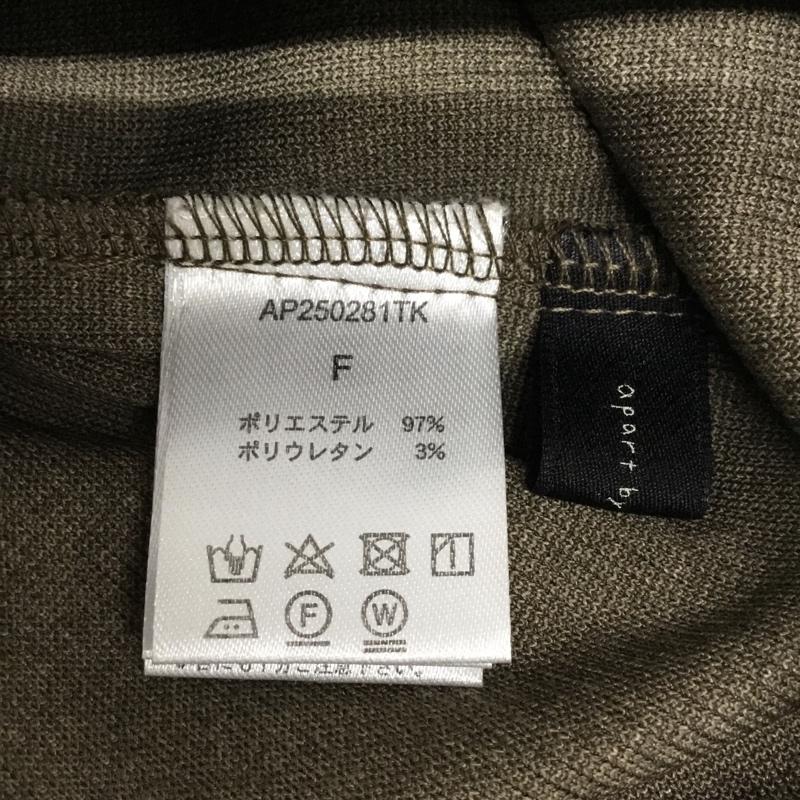 AP250281TK
F
ポリエステル 97%
ポリウレタン 3%
F
W
apart by